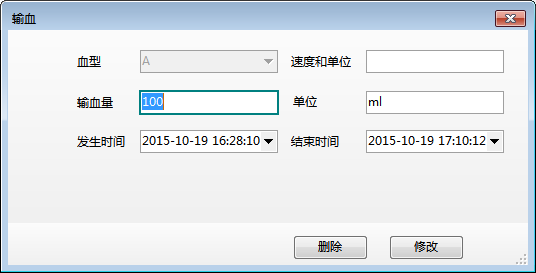 输血
血型 A 速度和单位
输血量 100 单位 ml
发生时间 2015-10-19 16:28:10 结束时间 2015-10-19 17:10:12
删除 修改